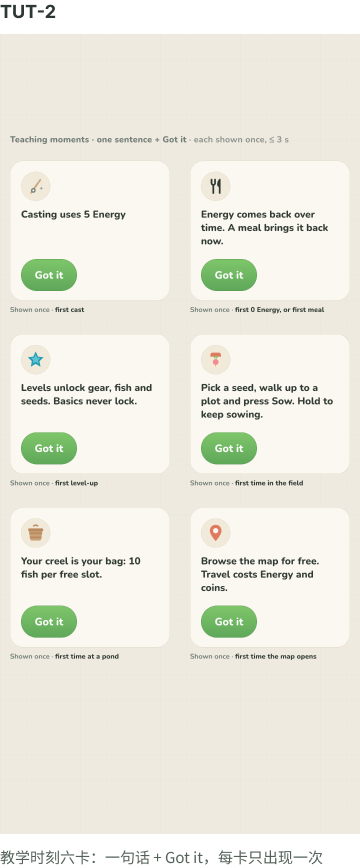 TUT-2
Teaching moments · one sentence + Got it · each shown once, ≤ 3 s
Casting uses 5 Energy
Got it
Shown once · first cast
Energy comes back over
time. A meal brings it back
now.
Got it
Shown once · first 0 Energy, or first meal
Levels unlock gear, fish and
seeds. Basics never lock.
Got it
Shown once · first level-up
Pick a seed, walk up to a
plot and press Sow. Hold to
keep sowing.
Got it
Shown once · first time in the field
Your creel is your bag: 10
fish per free slot.
Got it
Shown once · first time at a pond
Browse the map for free.
Travel costs Energy and
coins.
Got it
Shown once · first time the map opens
教学时刻六卡：一句话 + Got it，每卡只出现一次